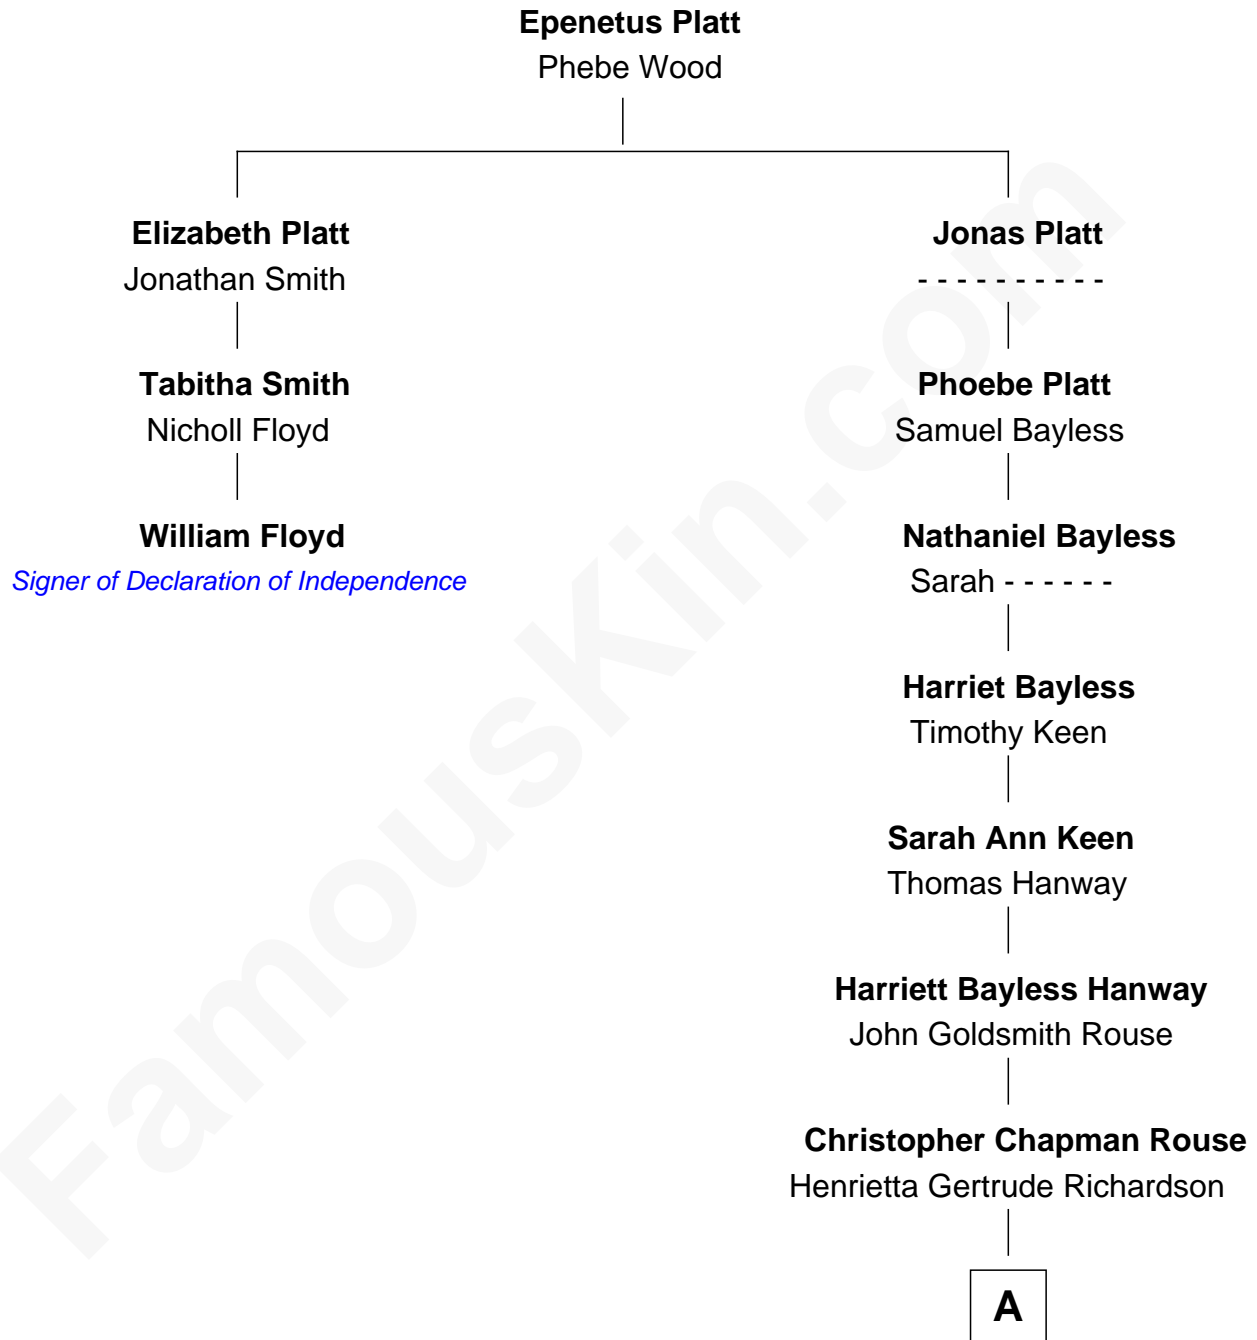 Epenetus Platt
Phebe Wood
Elizabeth Platt
Jonathan Smith
Jonas Platt
- - - - - - - - - -
Tabitha Smith
Nicholl Floyd
Phoebe Platt
Samuel Bayless
William Floyd
Signer of Declaration of Independence
Nathaniel Bayless
Sarah - - - - - -
Harriet Bayless
Timothy Keen
Sarah Ann Keen
Thomas Hanway
Harriett Bayless Hanway
John Goldsmith Rouse
Christopher Chapman Rouse
Henrietta Gertrude Richardson
A
FamousKin.com